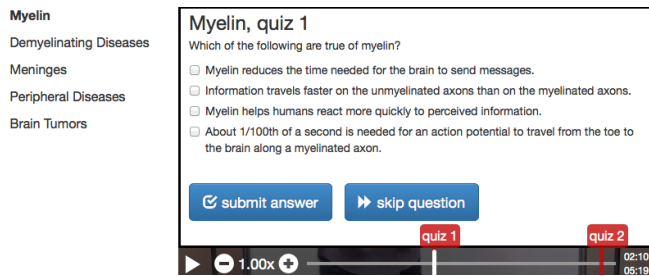 Myelin
Demyelinating Diseases
Meninges
Peripheral Diseases
Brain Tumors
Myelin, quiz 1
Which of the following are true of myelin?
Myelin reduces the time needed for the brain to send messages.
Information travels faster on the unmyelinated axons than on the myelinated axons.
Myelin helps humans react more quickly to perceived information.
About 1/100th of a second is needed for an action potential to travel from the toe to
the brain along a myelinated axon.
submit answer
skip question
quiz 1
quiz 2
1.00x
02:10
05:19